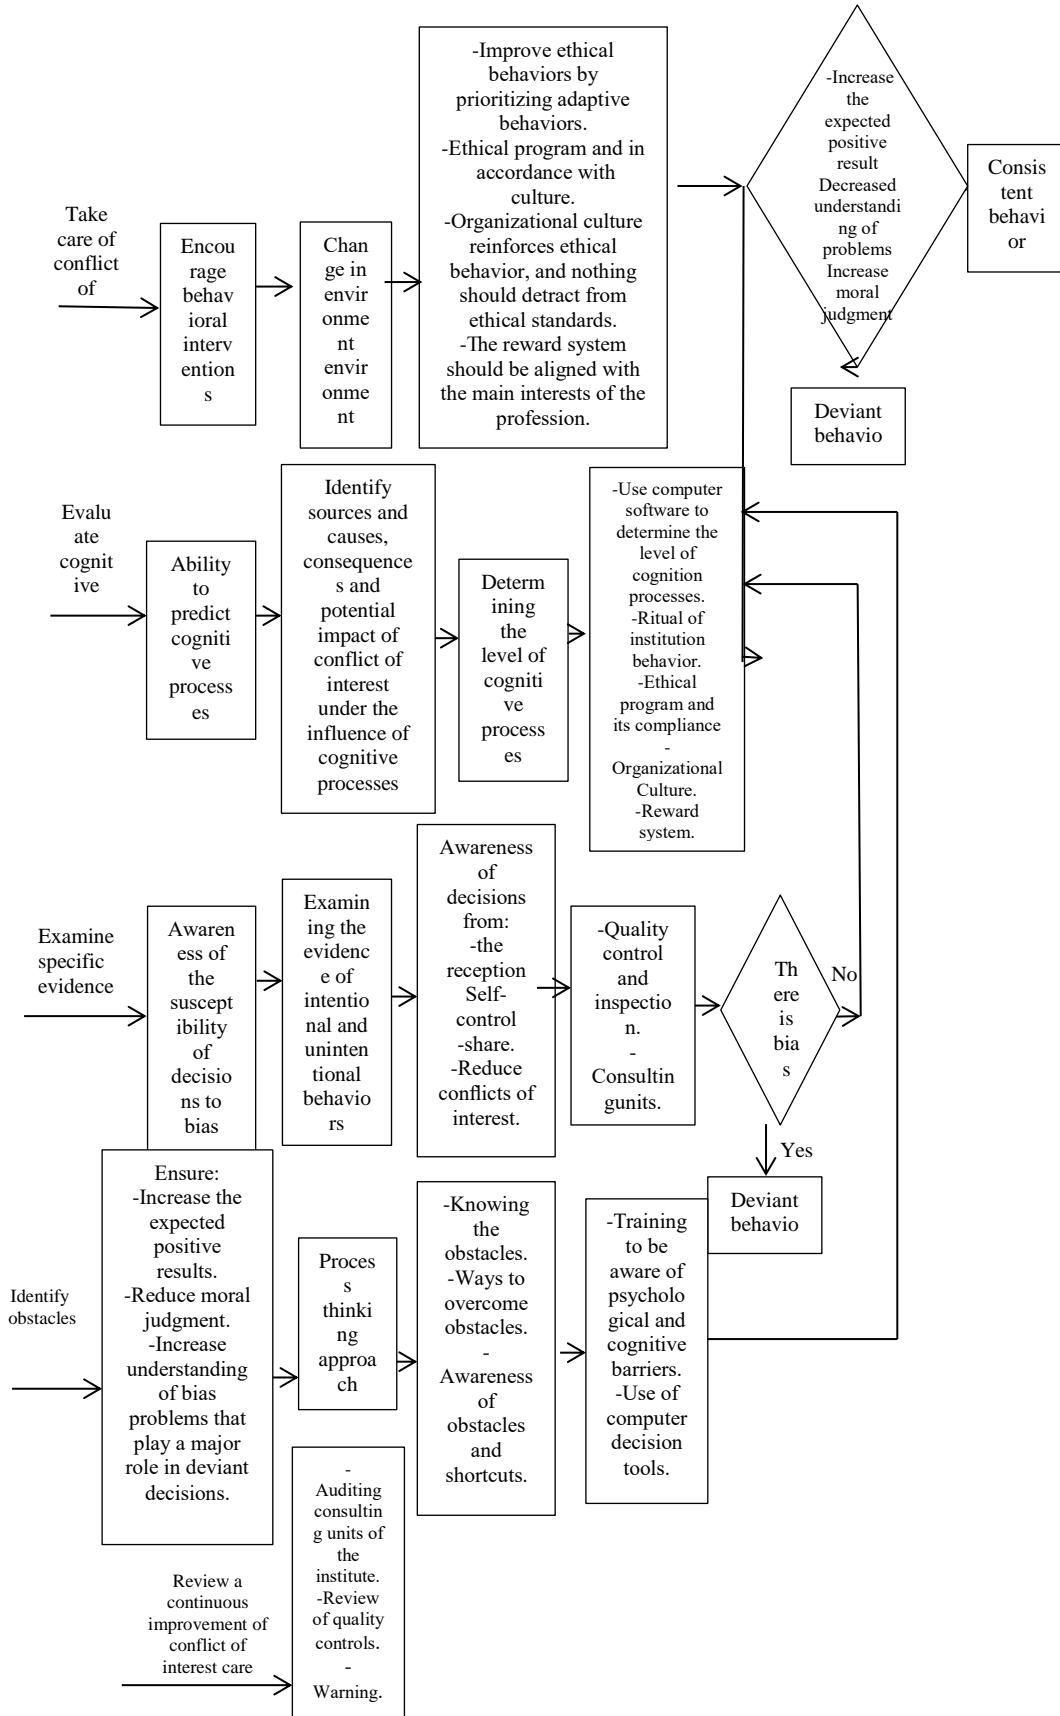 Take
care of
conflict
of
Encou
rage
behav
ioral
interv
ention
s
Chan
ge in
envir
onme
nt
envir
onme
nt
-Improve ethical
behaviors by
prioritizing adaptive
behaviors.
-Ethical program and in
accordance with
culture.
-Organizational culture
reinforces ethical
behavior, and nothing
should detract from
ethical standards.
-The reward system
should be aligned with
the main interests of the
profession.
-Increase
the
expected
positive
result
Decreased
understandi
ng of
problems
Increase
moral
judgment
Consis
tent
behavi
or
Deviant
behavio
Evalu
ate
cognit
ive
Ability
to
predict
cogniti
ve
process
es
Identify
sources and
causes,
consequence
s and
potential
impact of
conflict of
interest
under the
influence of
cognitive
processes
Determ
ining
the
level of
cogniti
ve
process
es
-Use computer
software to
determine the
level of
cognition
processes.
-Ritual of
institution
behavior.
-Ethical
program and
its compliance
-
Organizational
Culture.
-Reward
system.
Examine
specific
evidence
Awaren
ess of
the
suscept
ibility
of
decisio
ns to
bias
Examin
ing the
evidenc
e of
intentio
nal and
uninten
tional
behavio
rs
Awareness
of
decisions
from:
-the
reception
Self-
control
-share.
-Reduce
conflicts of
interest.
-Quality
control
and
inspectio
n.
-
Consultin
gunits.
Th
ere
is
bia
s
No
Yes
Deviant
behavio
Identify
obstacles
Ensure:
-Increase the
expected
positive
results.
-Reduce moral
judgment.
-Increase
understanding
of bias
problems that
play a major
role in deviant
decisions.
Proces
s
thinki
ng
approa
ch
-Knowing
the
obstacles.
-Ways to
overcome
obstacles.
-
Awareness
of
obstacles
and
shortcuts.
-Training
to be
aware of
psycholo
gical and
cognitive
barriers.
-Use of
computer
decision
tools.
Review a
continuous
improvement of
conflict of
interest care
-
Auditing
consultin
g units of
the
institute.
-Review
of quality
controls.
-
Warning.